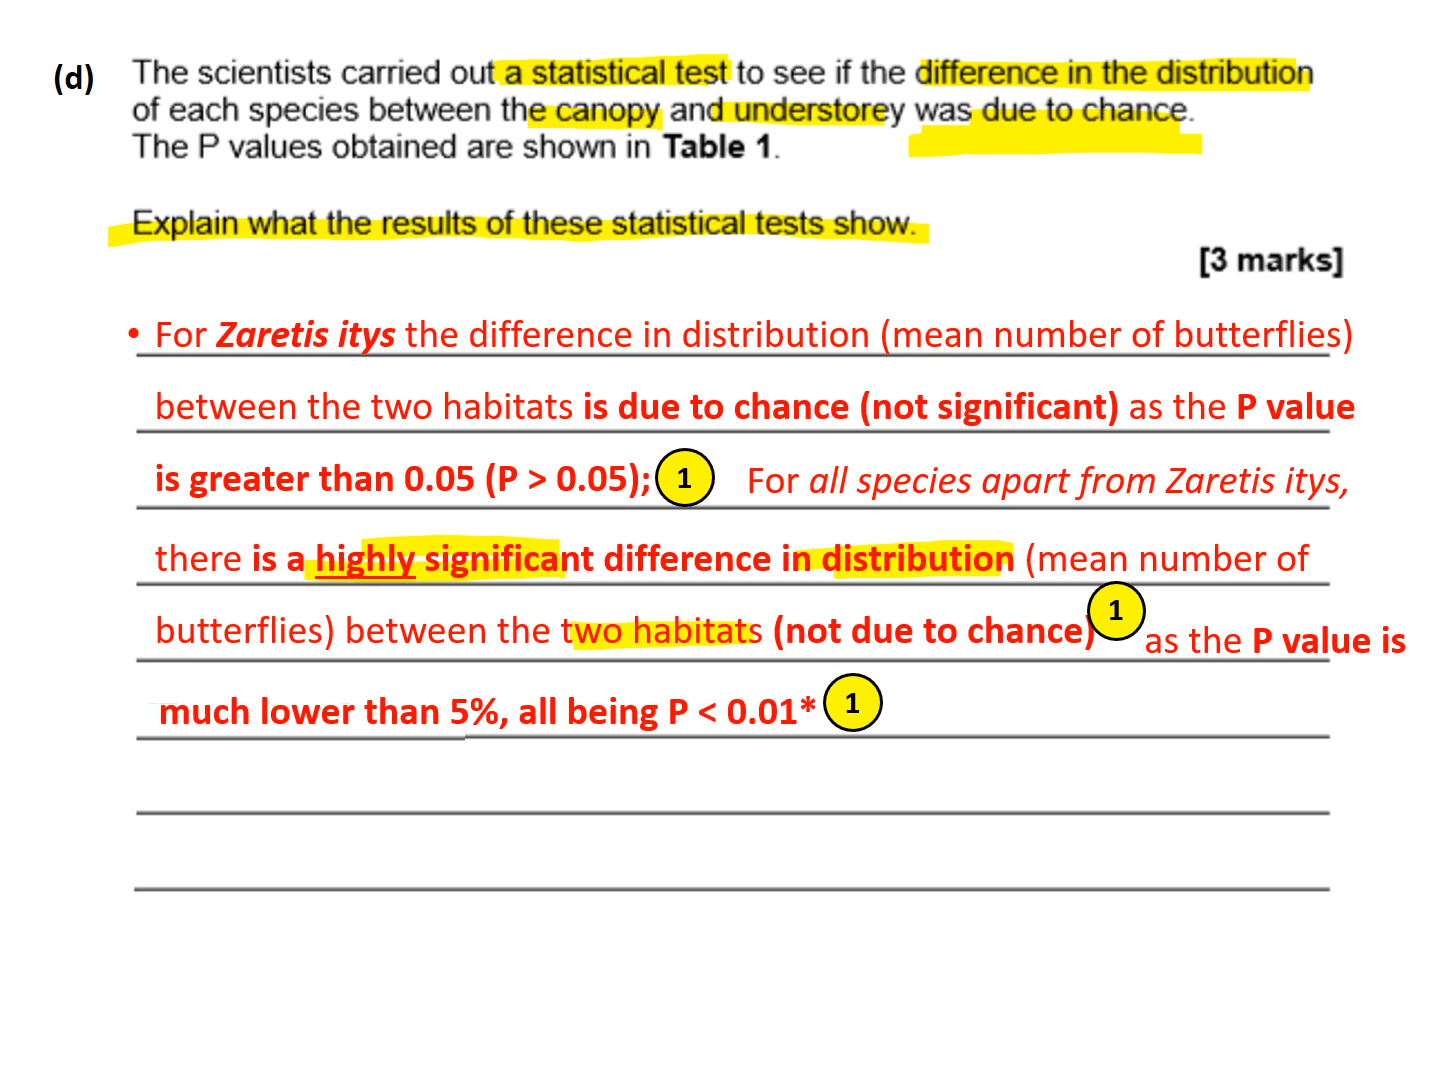 (d) The scientists carried out a statistical test to see if the difference in the distribution
of each species between the canopy and understorey was due to chance.
The P values obtained are shown in Table 1.
Explain what the results of these statistical tests show.
[3 marks]
• For Zaretis itys the difference in distribution (mean number of butterflies)
between the two habitats is due to chance (not significant) as the P value
is greater than 0.05 (P > 0.05); 1 For all species apart from Zaretis itys,
there is a highly significant difference in distribution (mean number of
butterflies) between the two habitats (not due to chance) 1 as the P value is
much lower than 5%, all being P < 0.01* 1